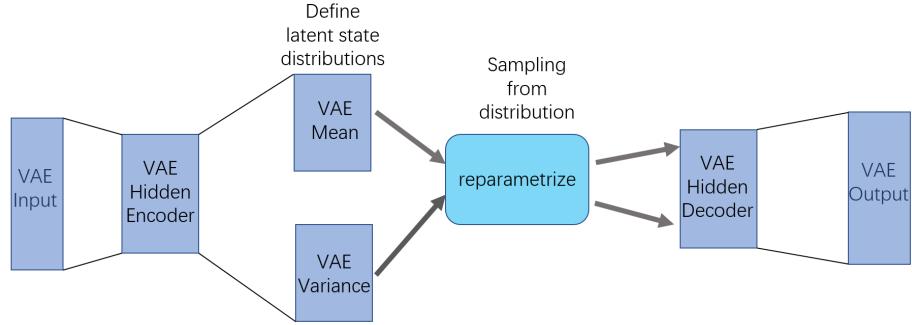 VAE
Input
VAE
Hidden
Encoder
Define
latent state
distributions
VAE
Mean
VAE
Variance
Sampling
from
distribution
reparametrize
VAE
Hidden
Decoder
VAE
Output